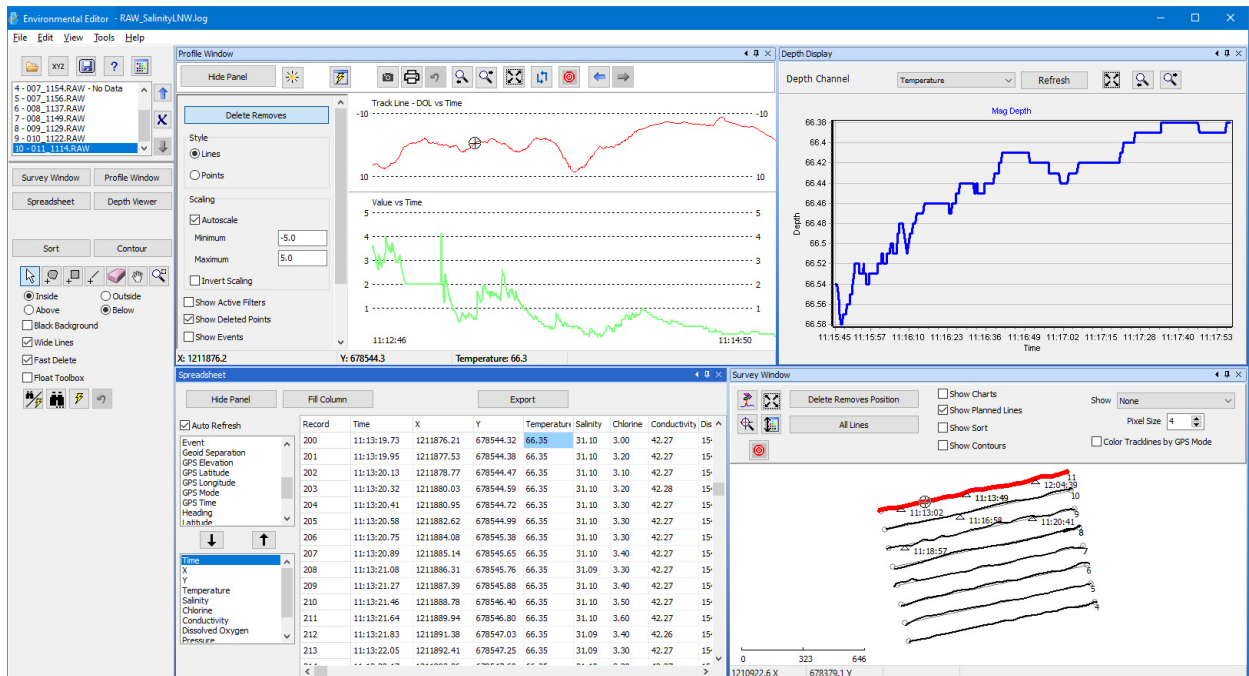 Environmental Editor - RAW_SalinityLNW.log
File Edit View Tools Help
XYZ
?
4 - 007_1154.RAW - No Data
5 - 007_1156.RAW
6 - 008_1137.RAW
7 - 008_1149.RAW
8 - 009_1129.RAW
9 - 010_1122.RAW
10 - 011_1114.RAW
X
Survey Window Profile Window
Spreadsheet Depth Viewer
Sort Contour
Inside Outside
Above Below
Black Background
Wide Lines
Fast Delete
Float Toolbox
Profile Window
Hide Panel
Delete Removes
Style
Lines
Points
Scaling
Autoscale
Minimum -5.0
Maximum 5.0
Invert Scaling
Show Active Filters
Show Deleted Points
Show Events
Track Line - DOL vs Time
-10 -10
10 10
Value vs Time
5 5
4 4
3 3
2 2
1 1
11:12:46 11:14:50
X: 1211876.2 Y: 678544.3 Temperature: 66.3
Depth Display
Depth Channel Temperature Refresh
Msg Depth
66.38
66.4
66.42
66.44
66.46
66.48
66.5
66.52
66.54
66.56
66.58
Depth
11:15:45 11:15:57 11:16:10 11:16:23 11:16:36 11:16:49 11:17:02 11:17:15 11:17:28 11:17:40 11:17:53
Time
Spreadsheet
Hide Panel Fill Column Export
Auto Refresh
Event
Geoid Separation
GPS Elevation
GPS Latitude
GPS Longitude
GPS Mode
GPS Time
Heading
Latitude
Time
X
Y
Temperature
Salinity
Chlorine
Conductivity
Dissolved Oxygen
Pressure
Record Time X Y Temperature Salinity Chlorine Conductivity Dis
200 11:13:19.73 1211876.21 678544.32 66.35 31.10 3.00 42.27 15
201 11:13:19.95 1211877.53 678544.38 66.35 31.10 3.20 42.27 15
202 11:13:20.13 1211878.77 678544.47 66.35 31.10 3.10 42.27 15
203 11:13:20.32 1211880.03 678544.59 66.35 31.10 3.20 42.28 15
204 11:13:20.41 1211880.95 678544.72 66.35 31.10 3.30 42.27 15
205 11:13:20.58 1211882.62 678544.99 66.35 31.10 3.30 42.27 15
206 11:13:20.75 1211884.08 678545.38 66.35 31.10 3.30 42.27 15
207 11:13:20.89 1211885.14 678545.65 66.35 31.10 3.40 42.27 15
208 11:13:21.08 1211886.31 678545.76 66.35 31.09 3.30 42.27 15
209 11:13:21.27 1211887.39 678545.88 66.35 31.10 3.40 42.27 15
210 11:13:21.46 1211888.78 678546.40 66.35 31.10 3.50 42.27 15
211 11:13:21.64 1211889.94 678546.80 66.35 31.10 3.60 42.27 15
212 11:13:21.83 1211891.38 678547.03 66.35 31.09 3.40 42.26 15
213 11:13:22.05 1211892.41 678547.25 66.35 31.09 3.30 42.27 15
Survey Window
Delete Removes Position
All Lines
Show Charts
Show Planned Lines
Show Sort
Show Contours
Show None
Pixel Size 4
Color Tracklines by GPS Mode
11
12:04:39
10
11:13:49
11:13:02
9
11:16:58
11:20:41
8
11:18:57
7
6
5
4
0 323 646
1210922.6 X 678379.1 Y